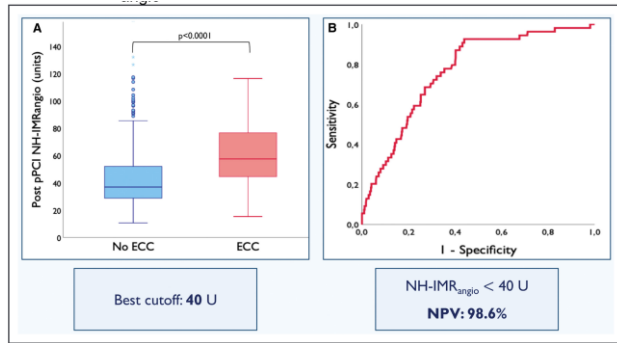 angio
A
p<0.0001
Post pPCI NH-IMRangio (units)
140
120
100
80
60
40
20
0
No ECC
ECC
B
Sensitivity
1,0
0,8
0,6
0,4
0,2
0,0
0,2
0,4
0,6
0,8
1,0
1 - Specificity
Best cutoff: 40 U
NH-IMRangio < 40 U
NPV: 98.6%